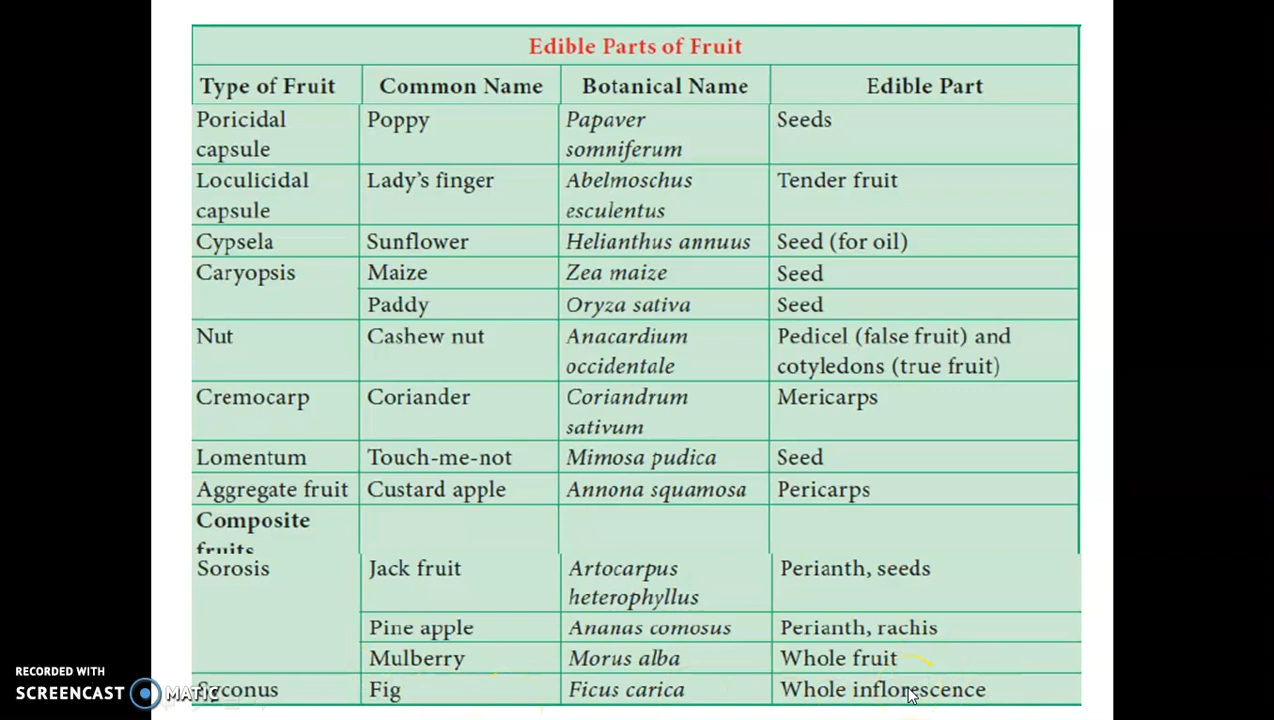 Edible Parts of Fruit
Type of Fruit Common Name Botanical Name Edible Part
Poricidal capsule Poppy Papaver somniferum Seeds
Loculicidal capsule Lady's finger Abelmoschus esculentus Tender fruit
Cypsela Sunflower Helianthus annuus Seed (for oil)
Caryopsis Maize Zea maize Seed
Paddy Oryza sativa Seed
Nut Cashew nut Anacardium occidentale Pedicel (false fruit) and cotyledons (true fruit)
Cremocarp Coriander Coriandrum sativum Mericarps
Lomentum Touch-me-not Mimosa pudica Seed
Aggregate fruit Custard apple Annona squamosa Pericarps
Composite fruits
Sorosis Jack fruit Artocarpus heterophyllus Perianth, seeds
Pine apple Ananas comosus Perianth, rachis
Mulberry Morus alba Whole fruit
Fig Ficus carica Whole inflorescence
RECORDED WITH
SCREENCAST MATIC